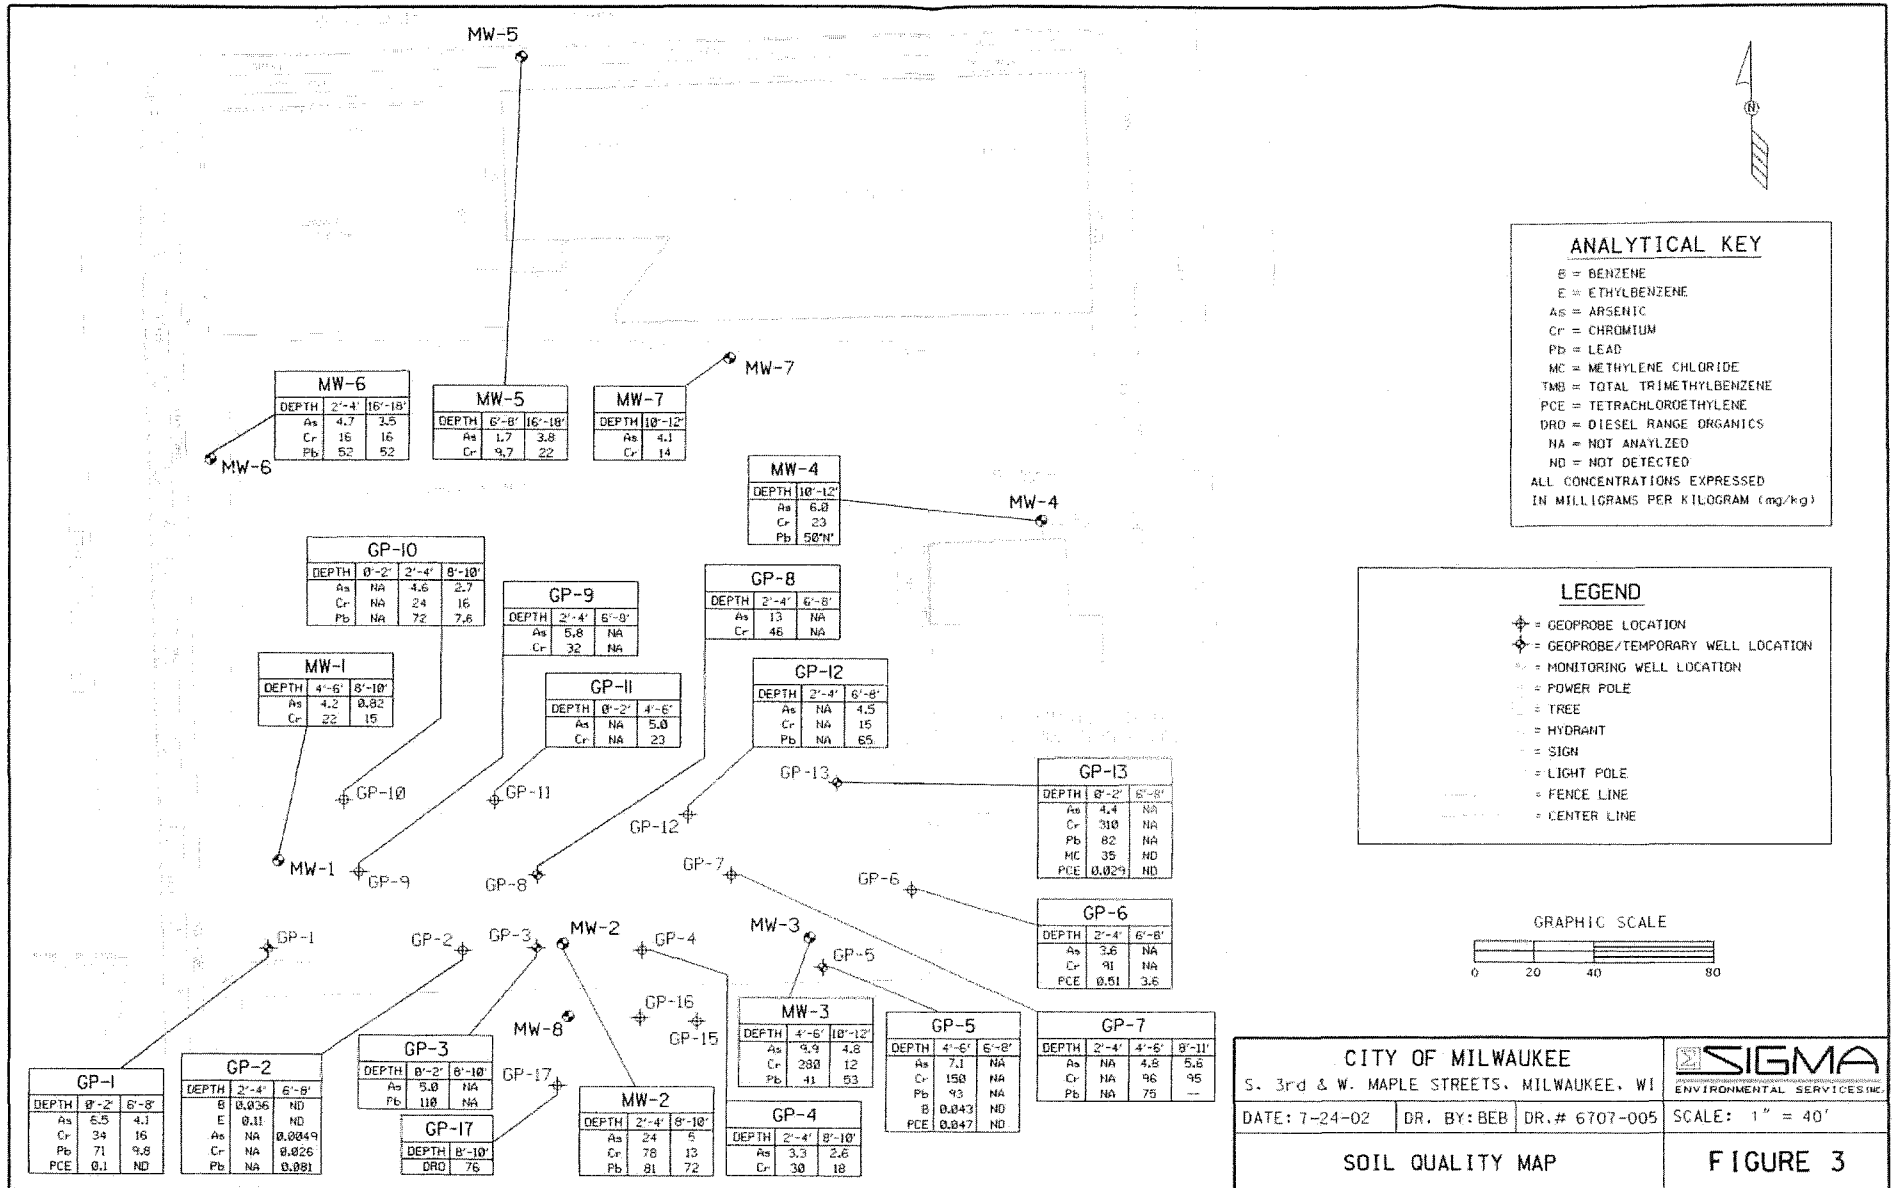 MW-5
MW-7
MW-6
DEPTH 2'-4' 16'-18'
As 4.7 3.5
Cr 16 16
Pb 52 52
MW-5
DEPTH 6'-8' 16'-18'
As 1.7 3.8
Cr 9.7 22
MW-7
DEPTH 10'-12'
As 4.1
Cr 14
MW-6
MW-4
DEPTH 10'-12'
As 6.0
Cr 23
Pb 50"N"
MW-4
GP-10
DEPTH 0'-2' 2'-4' 8'-10'
As NA 4.6 2.7
Cr NA 24 16
Pb NA 72 7.6
GP-9
DEPTH 2'-4' 6'-8'
As 5.8 NA
Cr 32 NA
GP-8
DEPTH 2'-4' 6'-8'
As 13 NA
Cr 46 NA
MW-1
DEPTH 4'-6' 8'-10'
As 4.2 0.82
Cr 22 15
GP-11
DEPTH 0'-2' 4'-6'
As NA 5.0
Cr NA 23
GP-12
DEPTH 2'-4' 6'-8'
As NA 4.5
Cr NA 15
Pb NA 65
GP-13
GP-13
DEPTH 0'-2' 6'-8'
As 4.4 NA
Cr 310 NA
Pb 82 NA
MC 35 ND
PCE 0.029 ND
GP-10
GP-11
GP-12
MW-1
GP-9
GP-8
GP-7
GP-6
GP-6
DEPTH 2'-4' 6'-8'
As 3.6 NA
Cr 91 NA
PCE 0.51 3.6
GP-1
GP-2
GP-3
MW-2
GP-4
MW-3
GP-5
GP-16
GP-15
MW-8
GP-17
MW-3
DEPTH 4'-6' 10'-12'
As 9.9 4.8
Cr 280 12
Pb 41 53
GP-5
DEPTH 4'-6' 6'-8'
As 7.1 NA
Cr 150 NA
Pb 93 NA
B 0.043 ND
PCE 0.047 ND
GP-7
DEPTH 2'-4' 4'-6' 8'-11'
As NA 4.8 5.6
Cr NA 96 95
Pb NA 75 --
GP-1
DEPTH 0'-2' 6'-8'
As 6.5 4.1
Cr 34 16
Pb 71 9.8
PCE 0.1 ND
GP-2
DEPTH 2'-4' 6'-8'
B 0.036 ND
E 0.11 ND
As NA 0.0049
Cr NA 0.026
Pb NA 0.081
GP-3
DEPTH 0'-2' 8'-10'
As 5.0 NA
Pb 110 NA
GP-17
DEPTH 8'-10'
DRO 76
MW-2
DEPTH 2'-4' 8'-10'
As 24 5
Cr 78 13
Pb 81 72
GP-4
DEPTH 2'-4' 8'-10'
As 3.3 2.6
Cr 30 18
N
ANALYTICAL KEY
B = BENZENE
E = ETHYLBENZENE
As = ARSENIC
Cr = CHROMIUM
Pb = LEAD
MC = METHYLENE CHLORIDE
TMB = TOTAL TRIMETHYLBENZENE
PCE = TETRACHLOROETHYLENE
DRO = DIESEL RANGE ORGANICS
NA = NOT ANAYLZED
ND = NOT DETECTED
ALL CONCENTRATIONS EXPRESSED
IN MILLIGRAMS PER KILOGRAM (mg/kg)
LEGEND
= GEOPROBE LOCATION
= GEOPROBE/TEMPORARY WELL LOCATION
= MONITORING WELL LOCATION
= POWER POLE
= TREE
= HYDRANT
= SIGN
= LIGHT POLE
= FENCE LINE
= CENTER LINE
GRAPHIC SCALE
0 20 40 80
CITY OF MILWAUKEE
S. 3rd & W. MAPLE STREETS, MILWAUKEE, WI
SIGMA
ENVIRONMENTAL SERVICES INC.
DATE: 7-24-02 DR. BY: BEB DR.# 6707-005 SCALE: 1" = 40'
SOIL QUALITY MAP
FIGURE 3